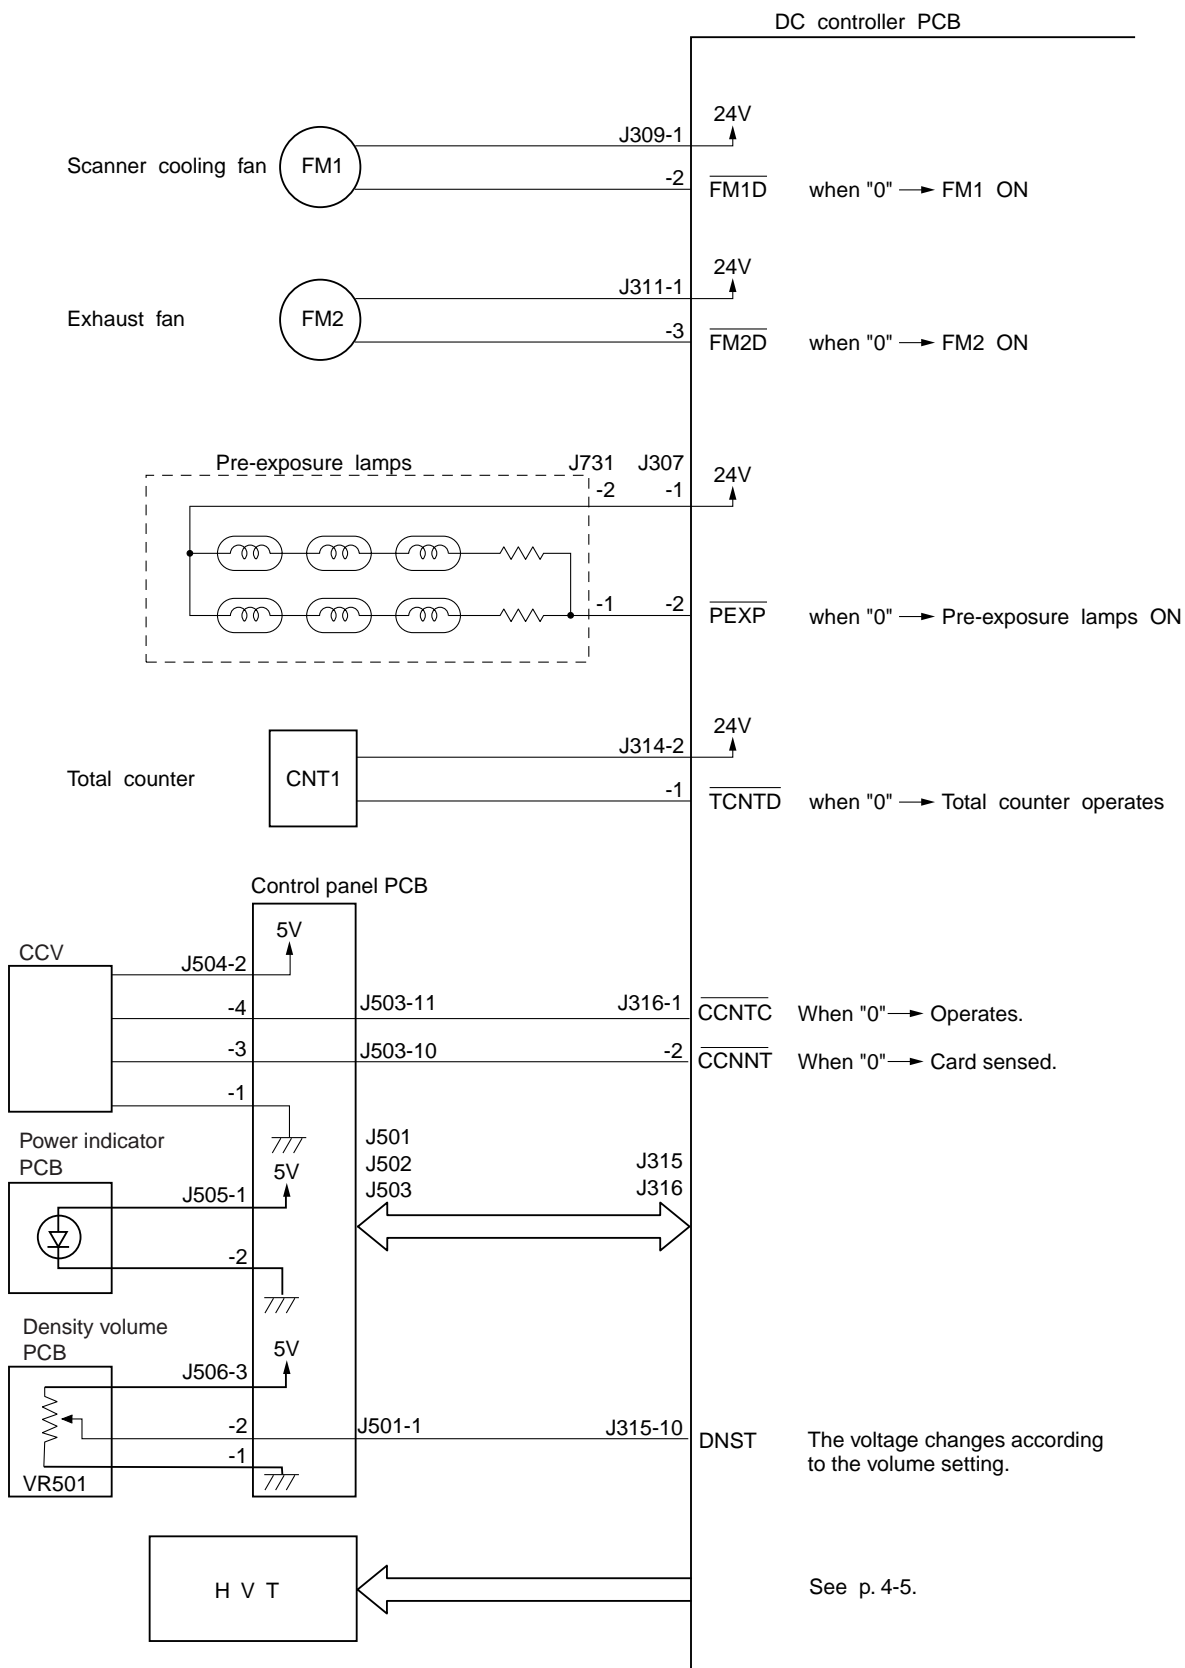 DC controller PCB
24V
J309-1
Scanner cooling fan FM1
-2 FM1D when "0" → FM1 ON
24V
J311-1
Exhaust fan FM2
-3 FM2D when "0" → FM2 ON
Pre-exposure lamps J731 J307
24V
-2 -1
-1 -2 PEXP when "0" → Pre-exposure lamps ON
24V
J314-2
Total counter CNT1
-1 TCNTD when "0" → Total counter operates
Control panel PCB
5V
CCV
J504-2
-4 J503-11 J316-1 CCNTC When "0" → Operates.
-3 J503-10 -2 CCNNT When "0" → Card sensed.
-1
Power indicator
PCB
J501
J502 J315
J503 J316
5V
J505-1
-2
Density volume
PCB
5V
J506-3
-2 J501-1 J315-10 DNST The voltage changes according
to the volume setting.
-1
VR501
H V T
See p. 4-5.